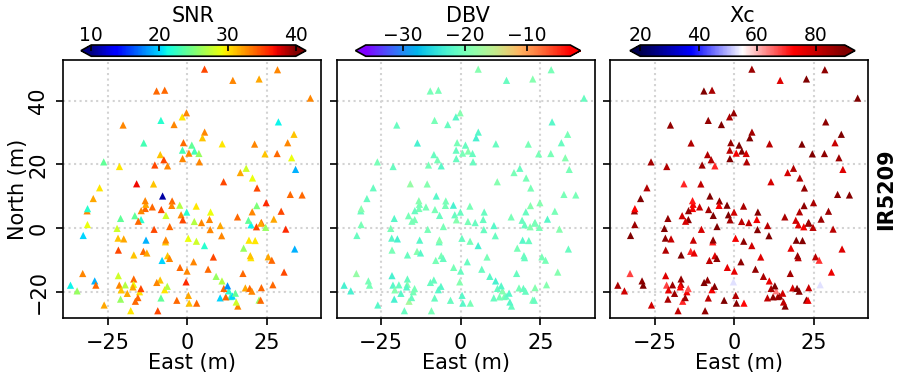 SNR DBV Xc
10 20 30 40 −30 −20 −10 20 40 60 80
North (m)
40
20
0
−20
−25 0 25 −25 0 25 −25 0 25
East (m) East (m) East (m)
IR5209